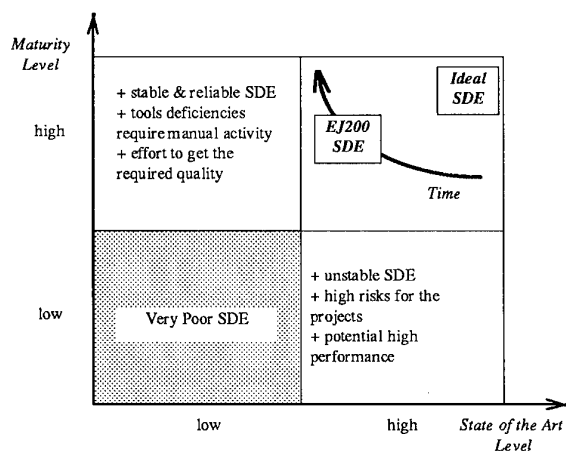 Maturity
Level
high
low
+ stable & reliable SDE
+ tools deficiencies
require manual activity
+ effort to get the
required quality
Ideal
SDE
EJ200
SDE
Time
Very Poor SDE
+ unstable SDE
+ high risks for the
projects
+ potential high
performance
low
high
State of the Art
Level